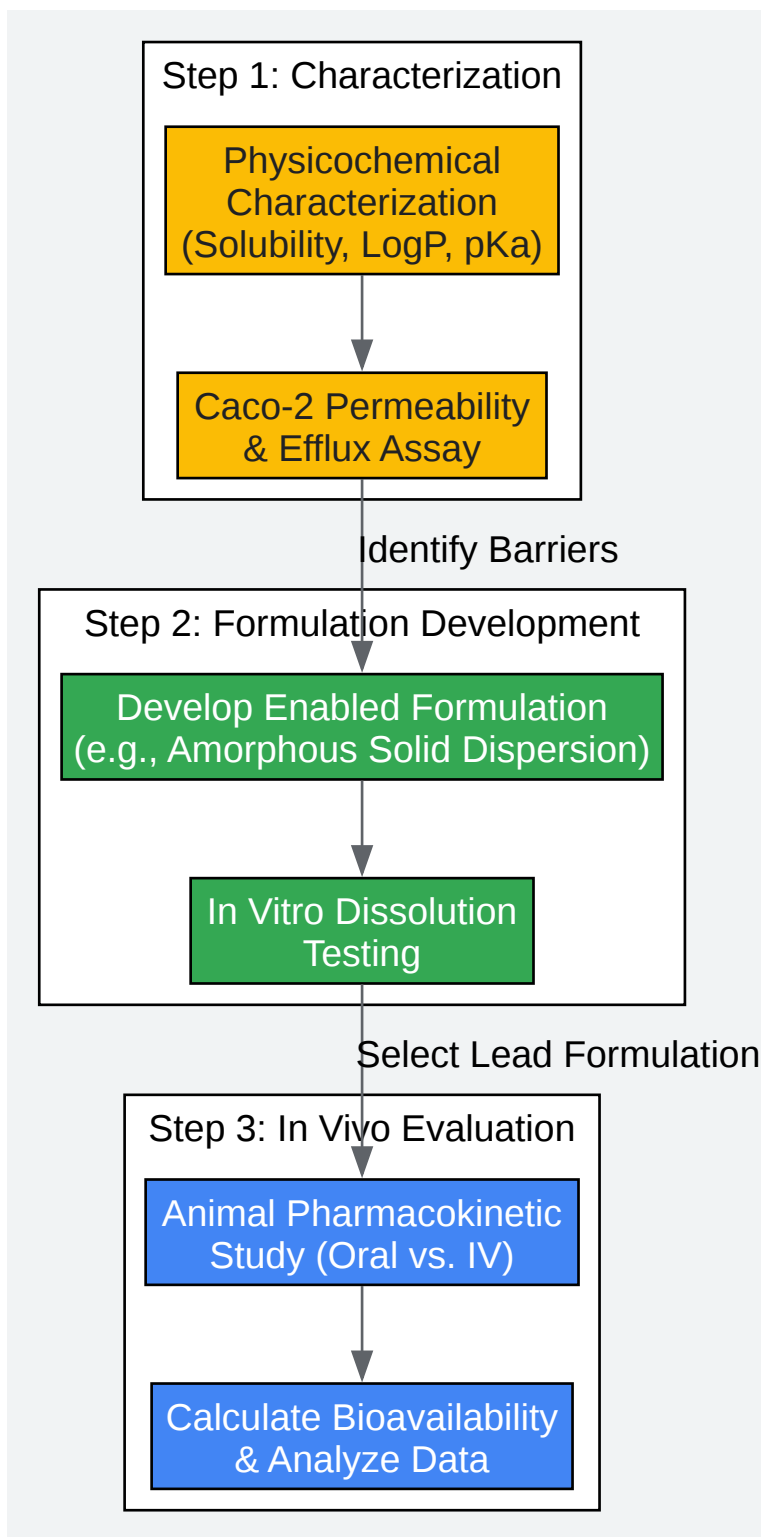 Step 1: Characterization
Physicochemical
Characterization
(Solubility, LogP, pKa)
Caco-2 Permeability
& Efflux Assay
Identify Barriers
Step 2: Formulation Development
Develop Enabled Formulation
(e.g., Amorphous Solid Dispersion)
In Vitro Dissolution
Testing
Select Lead Formulation
Step 3: In Vivo Evaluation
Animal Pharmacokinetic
Study (Oral vs. IV)
Calculate Bioavailability
& Analyze Data